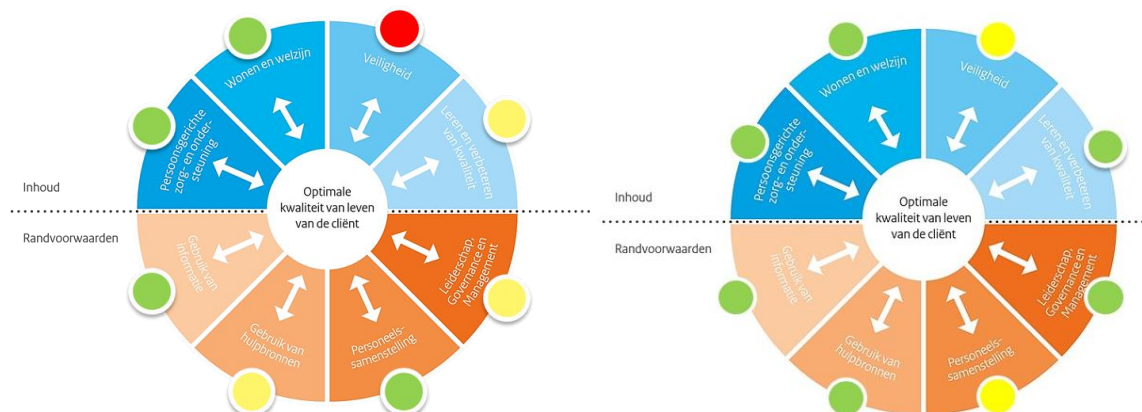 Wonen en welzijn
Veiligheid
Persoonsgerichte
zorg- en onder-
steuning
Leren en verbeteren
van kwaliteit
Inhoud
Optimale
kwaliteit van leven
van de cliënt
Randvoorwaarden
Gebruik van
informatie
Leiderschap,
Governance en
Management
Gebruik van
hulpbronnen
Personeels-
samenstelling
Wonen en welzijn
Veiligheid
Persoonsgerichte
zorg- en onder-
steuning
Leren en verbeteren
van kwaliteit
Inhoud
Optimale
kwaliteit van leven
van de cliënt
Randvoorwaarden
Gebruik van
informatie
Leiderschap,
Governance en
Management
Gebruik van
hulpbronnen
Personeels-
samenstelling